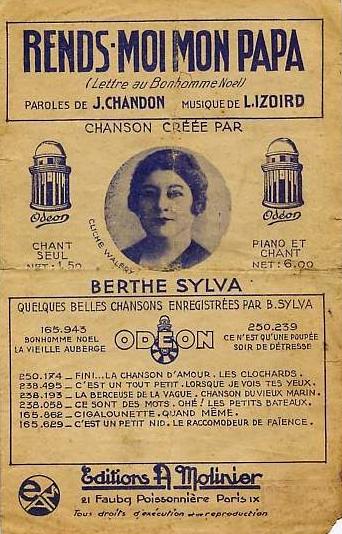 RENDS-MOI MON PAPA
(Lettre au Bonhomme Noël)
PAROLES DE J. CHANDON MUSIQUE DE L. IZOIRD
CHANSON CRÉÉE PAR
Odéon
Odéon
CLICHÉ WALERY
CHANT SEUL
NET: 1,50
PIANO ET CHANT
NET: 6,00
BERTHE SYLVA
QUELQUES BELLES CHANSONS ENREGISTRÉES PAR B. SYLVA
165.943
BONHOMME NOEL
LA VIEILLE AUBERGE
ODEON
250.239
CE N'EST QU'UNE POUPÉE
SOIR DE DÉTRESSE
250.174 _ FINI... LA CHANSON D'AMOUR. LES CLOCHARDS.
238.495 _ C'EST UN TOUT PETIT. LORSQUE JE VOIS TES YEUX.
238.193 _ LA BERCEUSE DE LA VAGUE. CHANSON DU VIEUX MARIN.
238.058 _ CE SONT DES MOTS. OHÉ! LES PETITS BATEAUX.
165.862 _ CIGALOUNETTE. QUAND MÊME.
165.629 _ C'EST UN PETIT NID. LE RACCOMODEUR DE FAÏENCE.
Editions A Molinier
21 Faubg Poissonnière Paris IX
Tous droits d'exécution et de reproduction